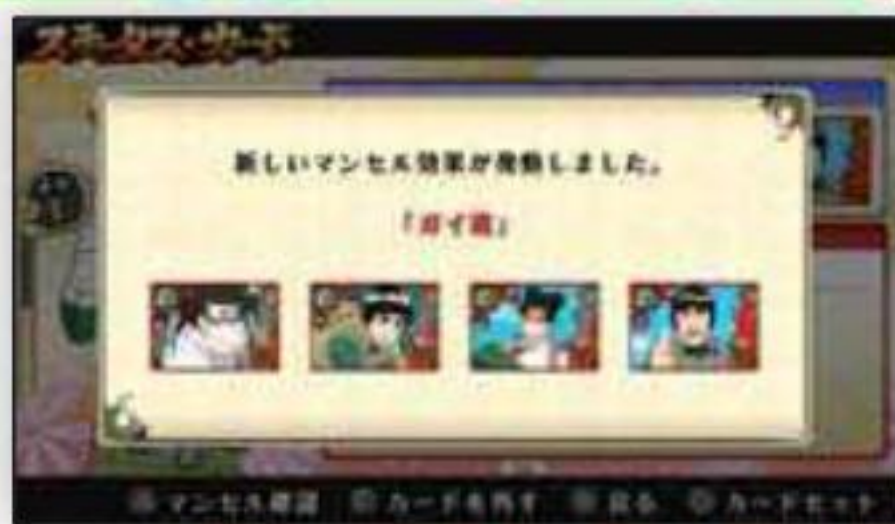 ステータス・カード
新しいマンセル効果が発動しました。
「ガイ班」
マンセル確認 カードを外す 戻る カードセット